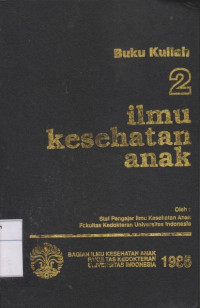 Buku Kuliah
2
ilmu
kesehatan
anak
Oleh :
Staf Pengajar Ilmu Kesehatan Anak
Fakultas Kedokteran Universitas Indonesia
BAGIAN ILMU KESEHATAN ANAK
FAKULTAS KEDOKTERAN
UNIVERSITAS INDONESIA
1985